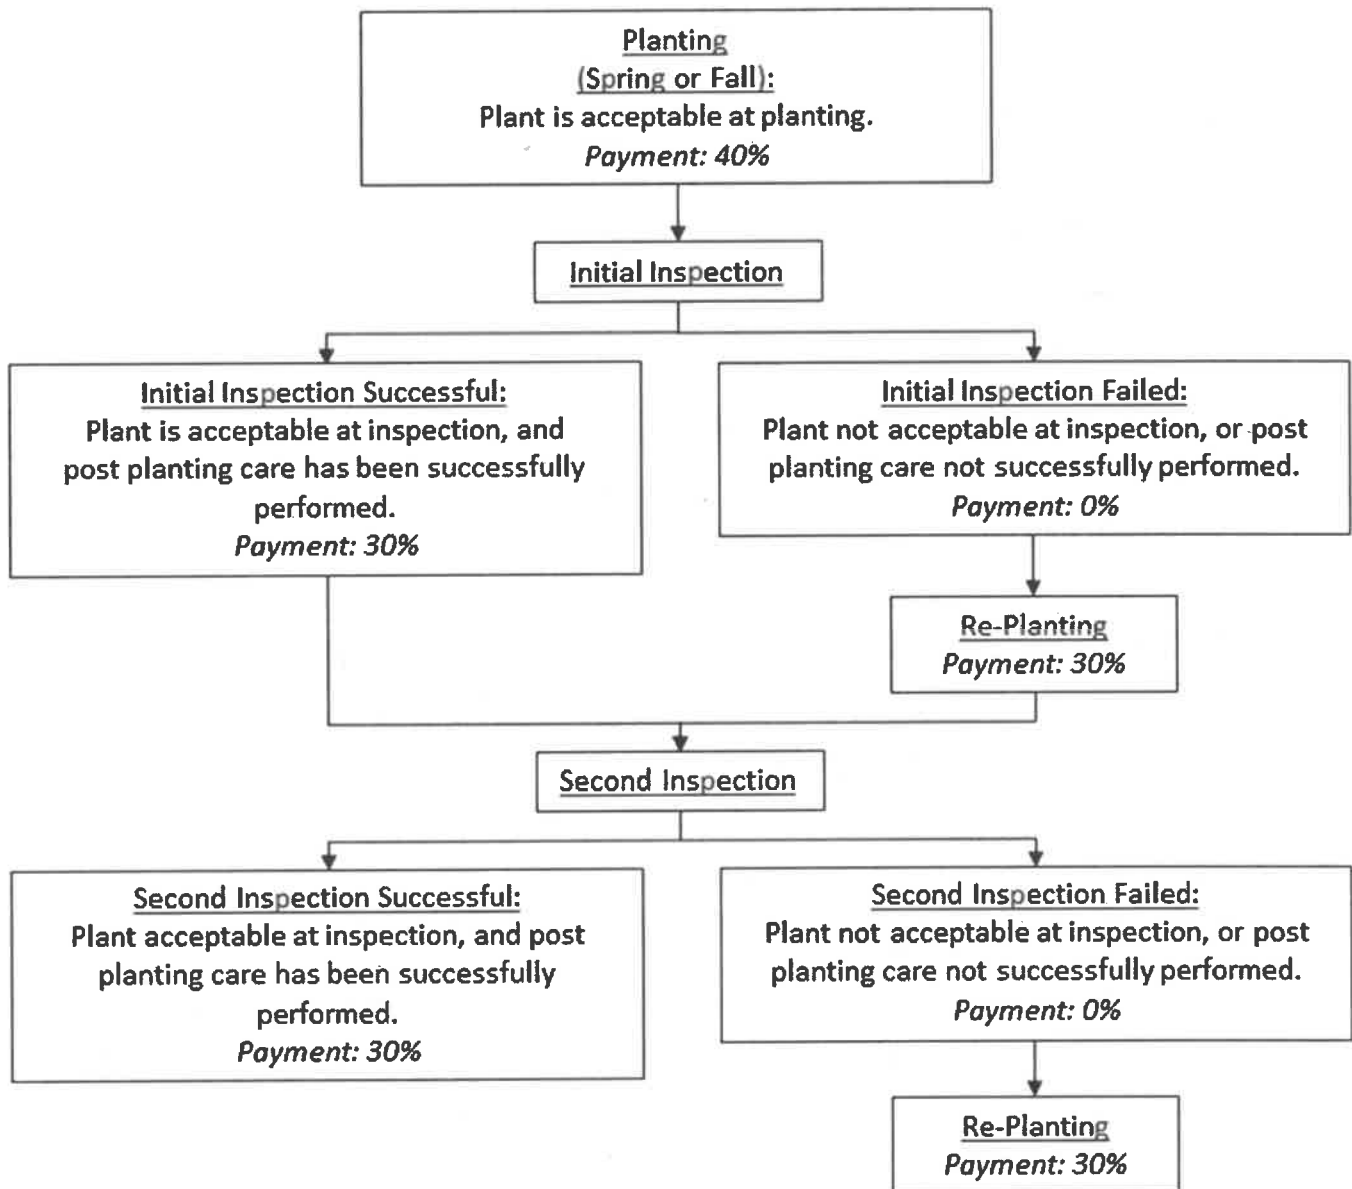 Planting
(Spring or Fall):
Plant is acceptable at planting.
Payment: 40%
Initial Inspection
Initial Inspection Successful:
Plant is acceptable at inspection, and
post planting care has been successfully
performed.
Payment: 30%
Initial Inspection Failed:
Plant not acceptable at inspection, or post
planting care not successfully performed.
Payment: 0%
Re-Planting
Payment: 30%
Second Inspection
Second Inspection Successful:
Plant acceptable at inspection, and post
planting care has been successfully
performed.
Payment: 30%
Second Inspection Failed:
Plant not acceptable at inspection, or post
planting care not successfully performed.
Payment: 0%
Re-Planting
Payment: 30%